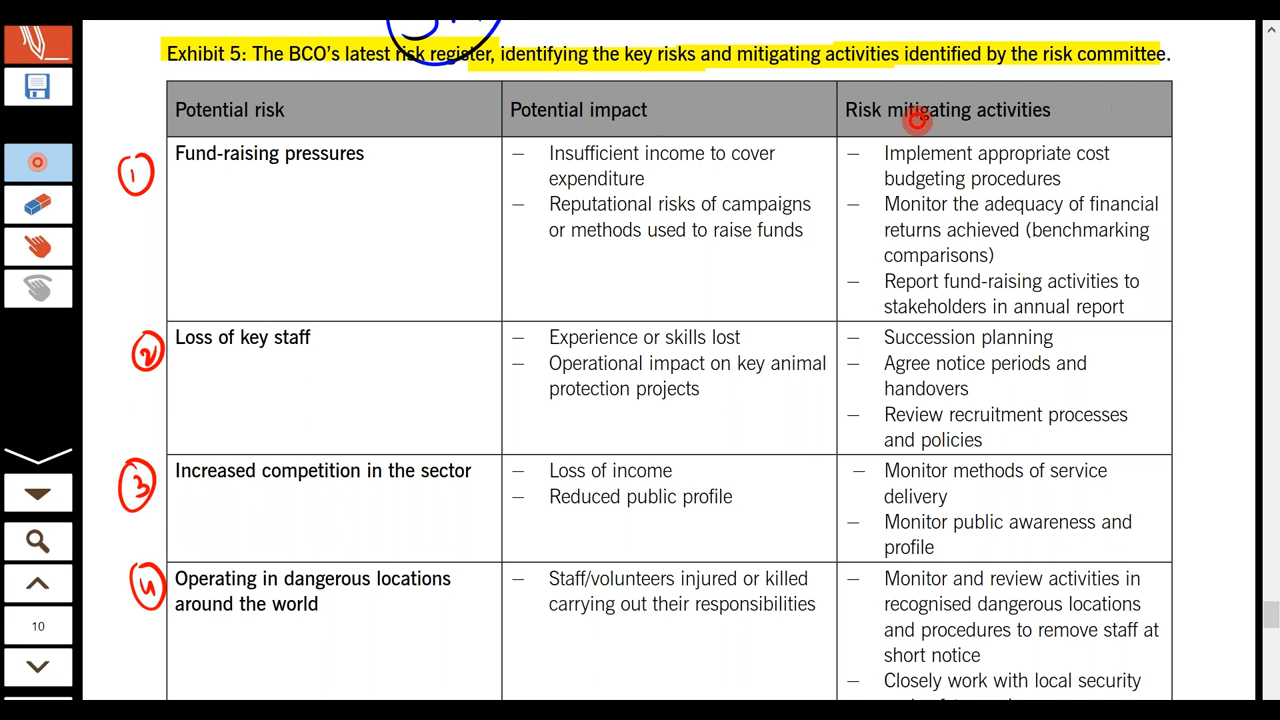 Exhibit 5: The BCO's latest risk register, identifying the key risks and mitigating activities identified by the risk committee.
Potential risk
Potential impact
Risk mitigating activities
1
Fund-raising pressures
– Insufficient income to cover
expenditure
– Reputational risks of campaigns
or methods used to raise funds
– Implement appropriate cost
budgeting procedures
– Monitor the adequacy of financial
returns achieved (benchmarking
comparisons)
– Report fund-raising activities to
stakeholders in annual report
2
Loss of key staff
– Experience or skills lost
– Operational impact on key animal
protection projects
– Succession planning
– Agree notice periods and
handovers
– Review recruitment processes
and policies
3
Increased competition in the sector
– Loss of income
– Reduced public profile
– Monitor methods of service
delivery
– Monitor public awareness and
profile
4
Operating in dangerous locations
around the world
– Staff/volunteers injured or killed
carrying out their responsibilities
– Monitor and review activities in
recognised dangerous locations
and procedures to remove staff at
short notice
– Closely work with local security
10